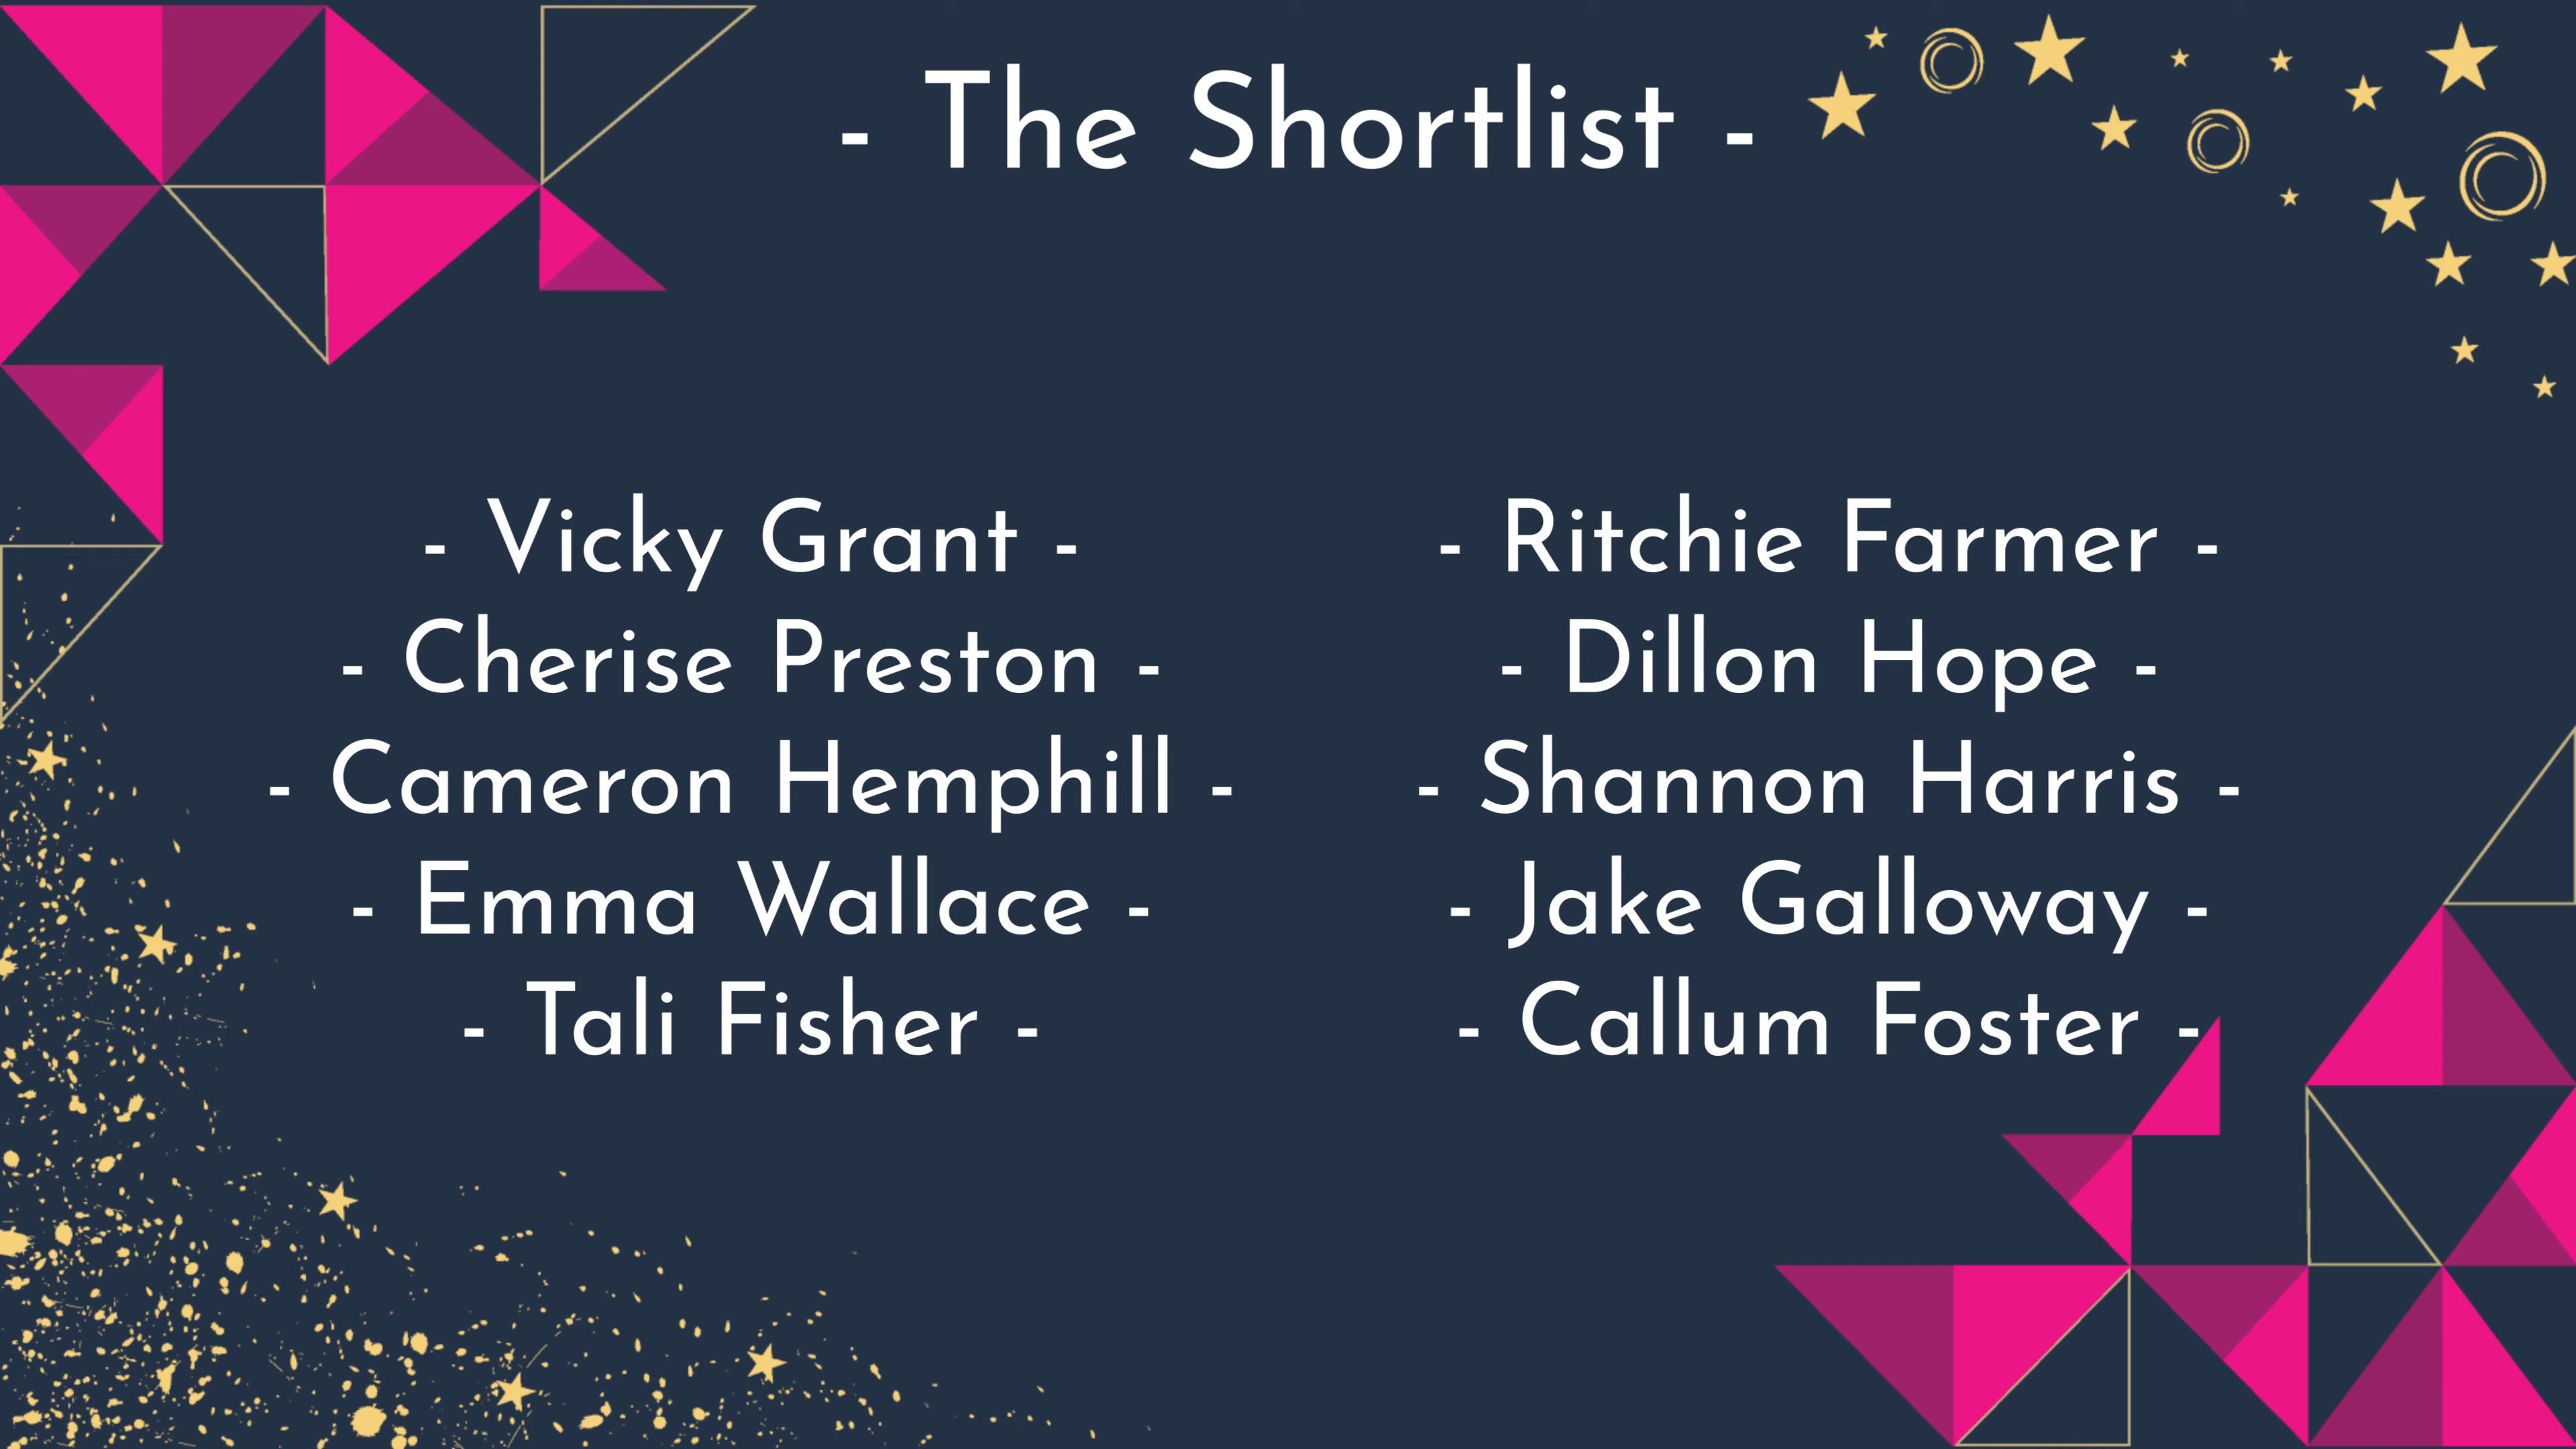 - The Shortlist -
- Vicky Grant -
- Cherise Preston -
- Cameron Hemphill -
- Emma Wallace -
- Tali Fisher -
- Ritchie Farmer -
- Dillon Hope -
- Shannon Harris -
- Jake Galloway -
- Callum Foster -